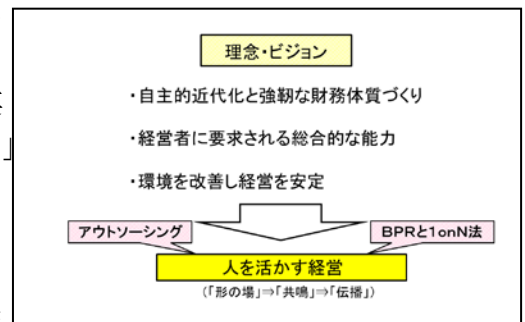 理念・ビジョン
・自主的近代化と強靭な財務体質づくり
・経営者に要求される総合的な能力
」
・環境を改善し経営を安定
アウトソーシング
BPRと1onN法
人を活かす経営
(「形の場」⇒「共鳴」⇒「伝播」)